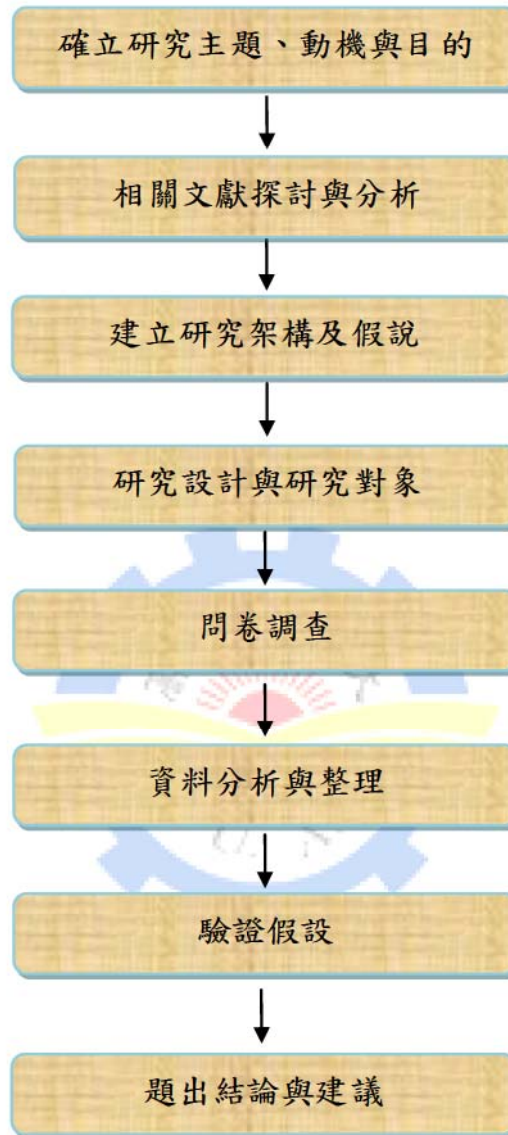 確立研究主題、動機與目的
相關文獻探討與分析
建立研究架構及假說
研究設計與研究對象
問卷調查
資料分析與整理
驗證假設
題出結論與建議